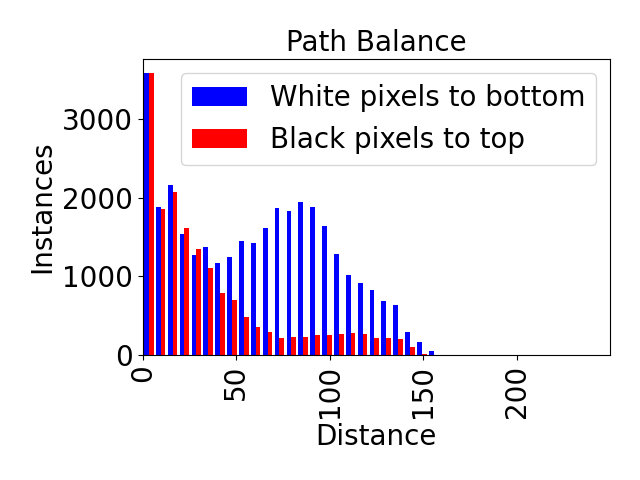 Path Balance
White pixels to bottom
Black pixels to top
Instances
3000
2000
1000
0
0
50
100
150
200
Distance